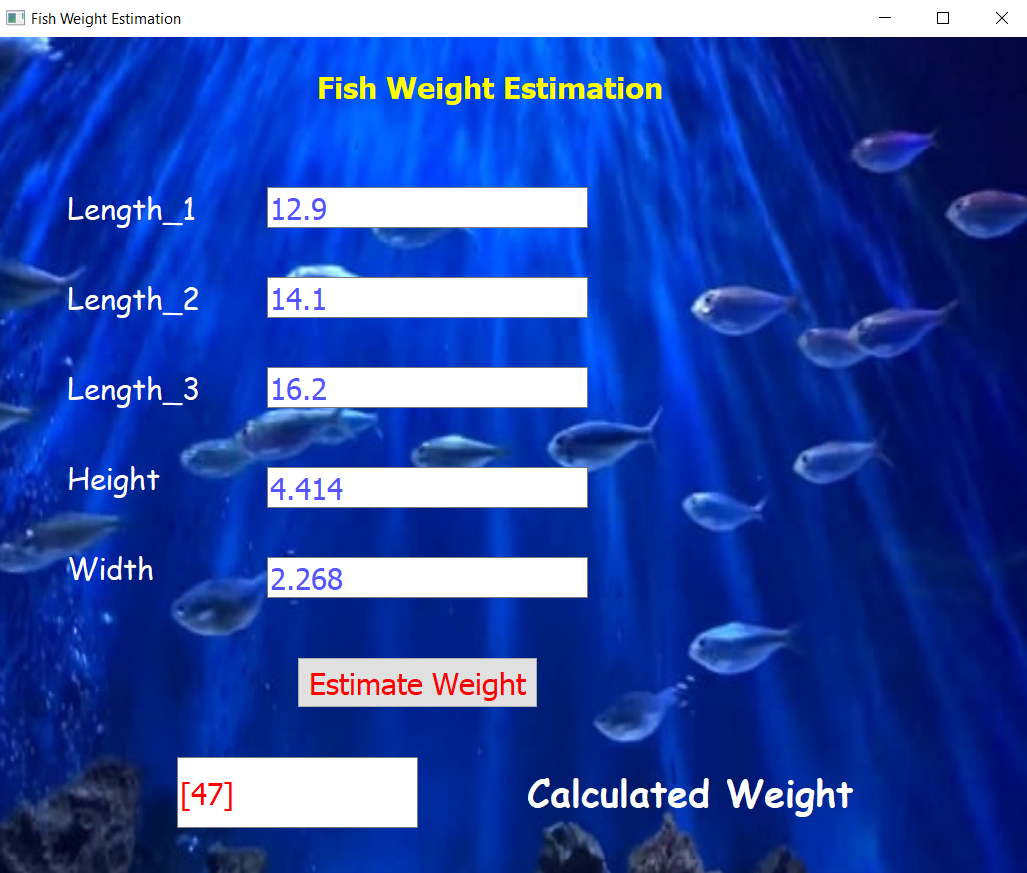 Fish Weight Estimation
Fish Weight Estimation
Length_1 12.9
Length_2 14.1
Length_3 16.2
Height 4.414
Width 2.268
Estimate Weight
[47] Calculated Weight